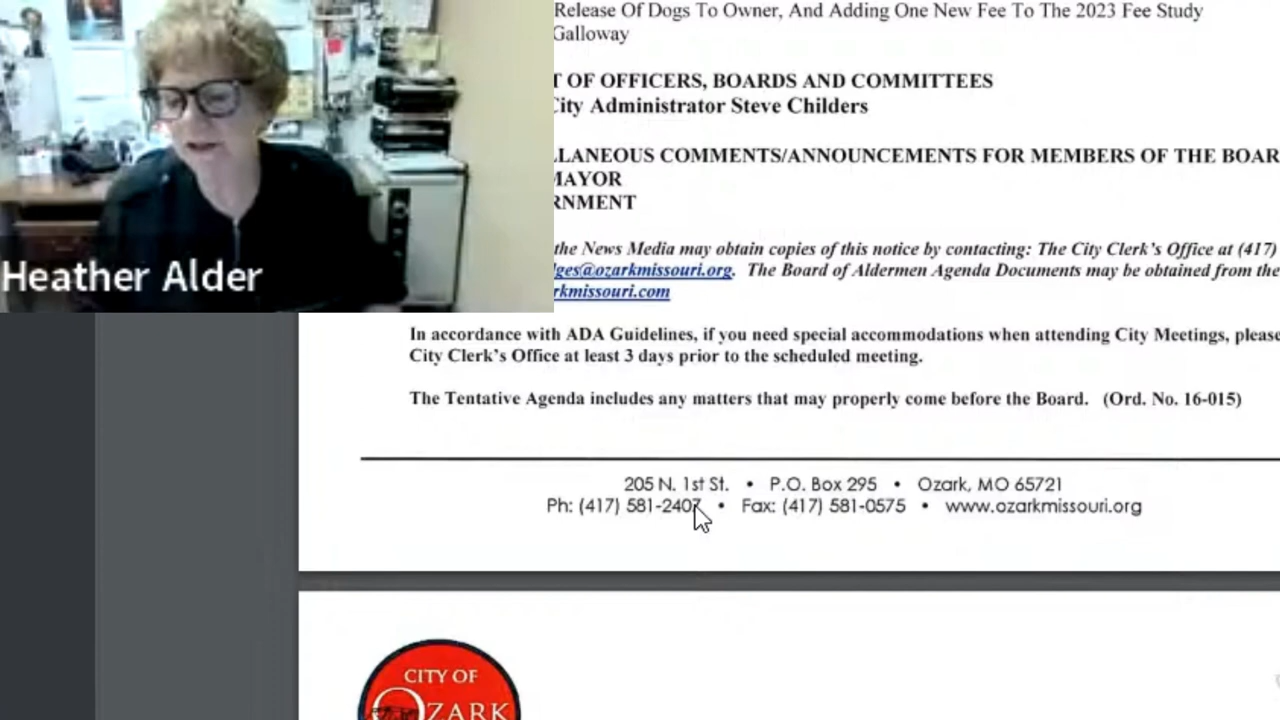 Release Of Dogs To Owner, And Adding One New Fee To The 2023 Fee Study
Galloway
T OF OFFICERS, BOARDS AND COMMITTEES
City Administrator Steve Childers
LLANEOUS COMMENTS/ANNOUNCEMENTS FOR MEMBERS OF THE BOAR
MAYOR
RNMENT
the News Media may obtain copies of this notice by contacting: The City Clerk's Office at (417)
dges@ozarkmissouri.org. The Board of Aldermen Agenda Documents may be obtained from the
rkmissouri.com
Heather Alder
In accordance with ADA Guidelines, if you need special accommodations when attending City Meetings, please
City Clerk's Office at least 3 days prior to the scheduled meeting.
The Tentative Agenda includes any matters that may properly come before the Board. (Ord. No. 16-015)
205 N. 1st St. • P.O. Box 295 • Ozark, MO 65721
Ph: (417) 581-2407 • Fax: (417) 581-0575 • www.ozarkmissouri.org
CITY OF
OZARK